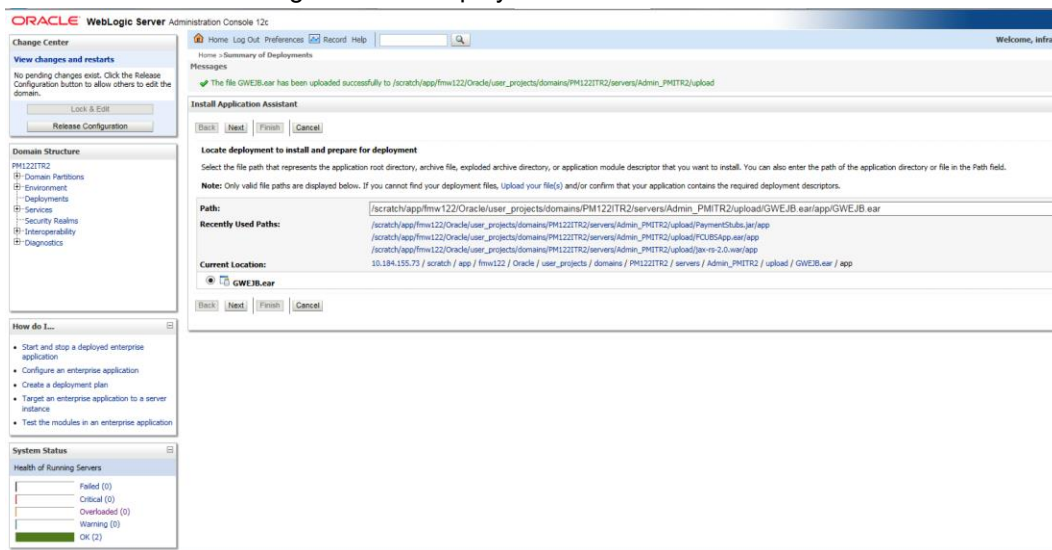 ORACLE WebLogic Server Administration Console 12c
Change Center
View changes and restarts
No pending changes exist. Click the Release
Configuration button to allow others to edit the
domain.
Lock & Edit
Release Configuration
Domain Structure
PM122ITR2
Domain Partitions
Environment
Deployments
Services
Security Realms
Interoperability
Diagnostics
How do I...
Start and stop a deployed enterprise
application
Configure an enterprise application
Create a deployment plan
Target an enterprise application to a server
instance
Test the modules in an enterprise application
System Status
Health of Running Servers
Failed (0)
Critical (0)
Overloaded (0)
Warning (0)
OK (2)
Home Log Out Preferences Record Help
Welcome, infra
Home >Summary of Deployments
Messages
The file GWEJB.ear has been uploaded successfully to /scratch/app/fmw122/Oracle/user_projects/domains/PM122ITR2/servers/Admin_PMITR2/upload
Install Application Assistant
Back Next Finish Cancel
Locate deployment to install and prepare for deployment
Select the file path that represents the application root directory, archive file, exploded archive directory, or application module descriptor that you want to install. You can also enter the path of the application directory or file in the Path field.
Note: Only valid file paths are displayed below. If you cannot find your deployment files, Upload your file(s) and/or confirm that your application contains the required deployment descriptors.
Path: /scratch/app/fmw122/Oracle/user_projects/domains/PM122ITR2/servers/Admin_PMITR2/upload/GWEJB.ear/app/GWEJB.ear
Recently Used Paths: /scratch/app/fmw122/Oracle/user_projects/domains/PM122ITR2/servers/Admin_PMITR2/upload/PaymentStubs.jar/app
/scratch/app/fmw122/Oracle/user_projects/domains/PM122ITR2/servers/Admin_PMITR2/upload/FCUBSApp.ear/app
/scratch/app/fmw122/Oracle/user_projects/domains/PM122ITR2/servers/Admin_PMITR2/upload/jax-rs-2.0.war/app
Current Location: 10.184.155.73 / scratch / app / fmw122 / Oracle / user_projects / domains / PM122ITR2 / servers / Admin_PMITR2 / upload / GWEJB.ear / app
GWEJB.ear
Back Next Finish Cancel